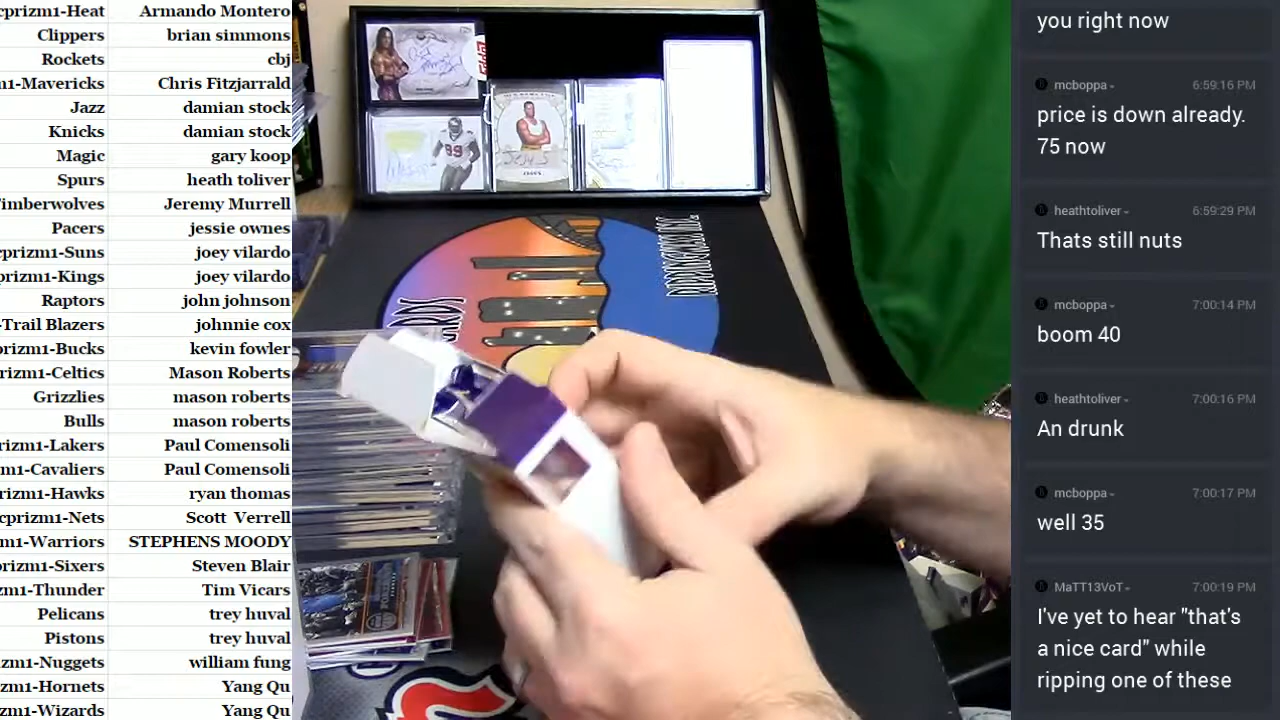 cprizm1-Heat Armando Montero
Clippers brian simmons
Rockets cbj
m1-Mavericks Chris Fitzjarrald
Jazz damian stock
Knicks damian stock
Magic gary koop
Spurs heath toliver
imberwolves Jeremy Murrell
Pacers jessie ownes
cprizm1-Suns joey vilardo
prizm1-Kings joey vilardo
Raptors john johnson
-Trail Blazers johnnie cox
orizm1-Bucks kevin fowler
rizm1-Celtics Mason Roberts
Grizzlies mason roberts
Bulls mason roberts
rizm1-Lakers Paul Comensoli
m1-Cavaliers Paul Comensoli
rizm1-Hawks ryan thomas
cprizm1-Nets Scott Verrell
m1-Warriors STEPHENS MOODY
orizm1-Sixers Steven Blair
zm1-Thunder Tim Vicars
Pelicans trey huval
Pistons trey huval
zm1-Nuggets william fung
zm1-Hornets Yang Qu
zm1-Wizards Yang Qu
99
you right now
mcboppa 6:59:16 PM
price is down already.
75 now
heathtoliver 6:59:29 PM
Thats still nuts
mcboppa 7:00:14 PM
boom 40
heathtoliver 7:00:16 PM
An drunk
mcboppa 7:00:17 PM
well 35
MaTT13VoT 7:00:19 PM
I've yet to hear "that's
a nice card" while
ripping one of these